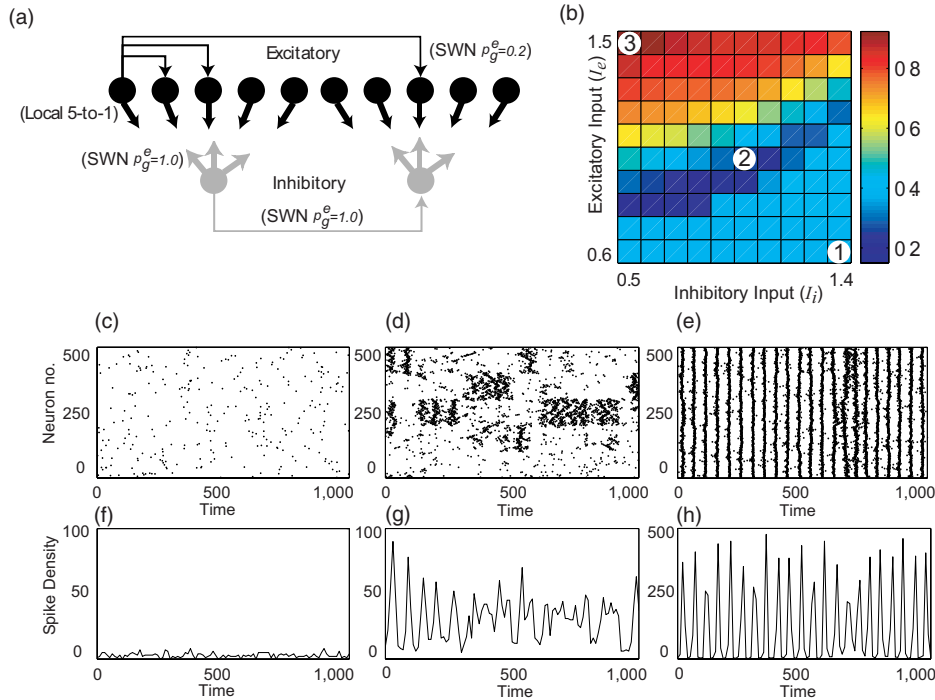 (a)
Excitatory
(SWN p_g^e=0.2)
(Local 5-to-1)
(SWN p_g^e=1.0)
Inhibitory
(SWN p_g^e=1.0)
(b)
Excitatory Input (I_e)
1.5
0.6
3
2
1
0.5
1.4
Inhibitory Input (I_i)
0.8
0.6
0 4
0 2
(c)
Neuron no.
500
250
0
0
500
1,000
Time
(d)
500
250
0
0
500
1,000
Time
(e)
500
250
0
0
500
1,000
Time
(f)
Spike Density
100
50
0
0
500
1,000
Time
(g)
100
50
0
0
500
1000
Time
(h)
500
250
0
0
500
1,000
Time